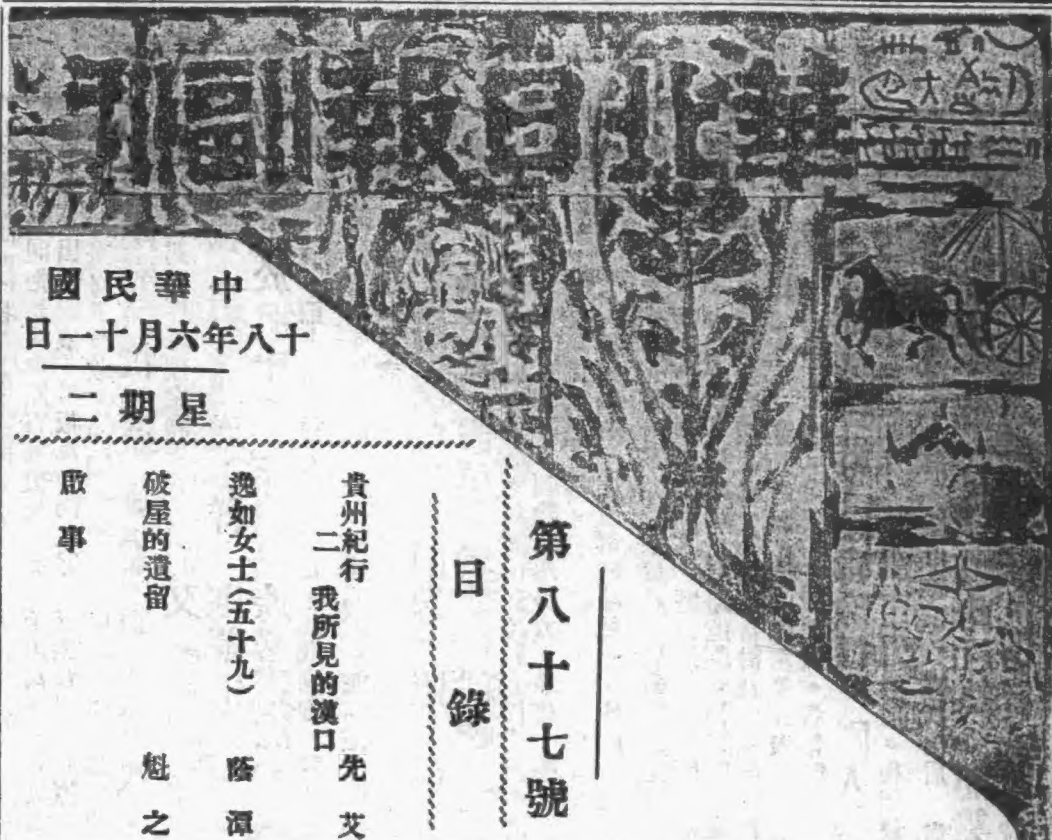 華北日報副刊
中華民國
十八年六月十一日
星期二
第八十七號
目錄
貴州紀行
二 我所見的漢口 先艾
逸如女士（五十九） 蔭潭
破屋的遺留 魁之
啟事